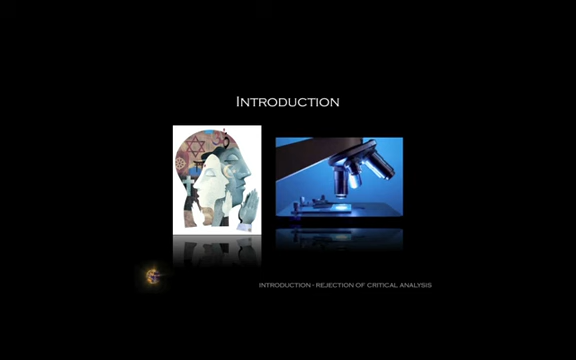 INTRODUCTION
INTRODUCTION - REJECTION OF CRITICAL ANALYSIS